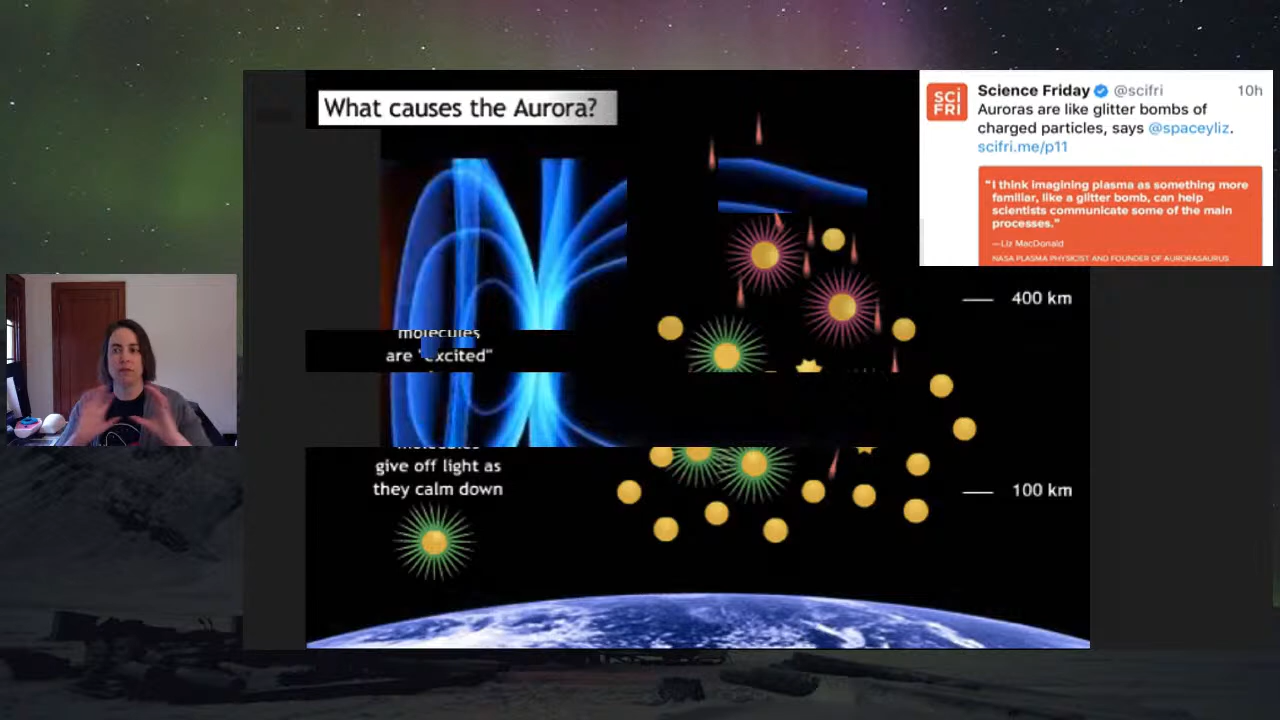 What causes the Aurora?
SCI
FRI
Science Friday @scifri 10h
Auroras are like glitter bombs of
charged particles, says @spaceyliz.
scifri.me/p11
"I think imagining plasma as something more
familiar, like a glitter bomb, can help
scientists communicate some of the main
processes."
—Liz MacDonald
NASA PLASMA PHYSICIST AND FOUNDER OF AURORASAURUS
400 km
molecules
are "excited"
molecules
give off light as
they calm down
100 km